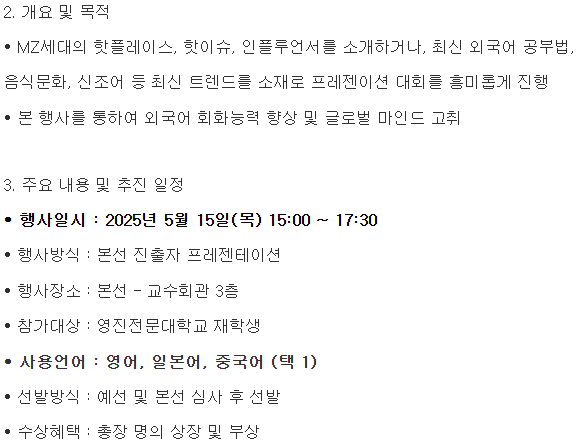 2. 개요 및 목적
• MZ세대의 핫플레이스, 핫이슈, 인플루언서를 소개하거나, 최신 외국어 공부법,
음식문화, 신조어 등 최신 트렌드를 소재로 프레젠이션 대회를 흥미롭게 진행
• 본 행사를 통하여 외국어 회화능력 향상 및 글로벌 마인드 고취
3. 주요 내용 및 추진 일정
• 행사일시 : 2025년 5월 15일(목) 15:00 ~ 17:30
• 행사방식 : 본선 진출자 프레젠테이션
• 행사장소 : 본선 - 교수회관 3층
• 참가대상 : 영진전문대학교 재학생
• 사용언어 : 영어, 일본어, 중국어 (택 1)
• 선발방식 : 예선 및 본선 심사 후 선발
• 수상혜택 : 총장 명의 상장 및 부상